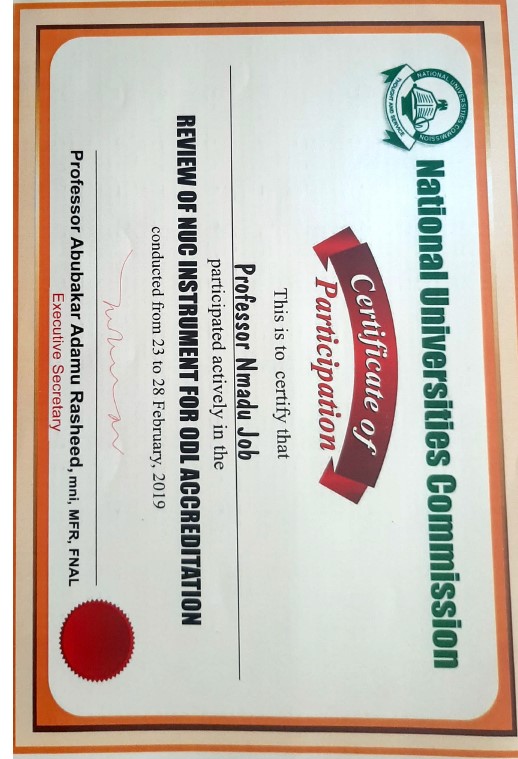 NATIONAL UNIVERSITIES COMMISSION
THOUGHT AND SERVICE
National Universities Commission
Certificate of
Participation
This is to certify that
Professor Nmadu Job
participated actively in the
REVIEW OF NUC INSTRUMENT FOR ODL ACCREDITATION
conducted from 23 to 28 February, 2019
Professor Abubakar Adamu Rasheed, mni, MFR, FNAL
Executive Secretary